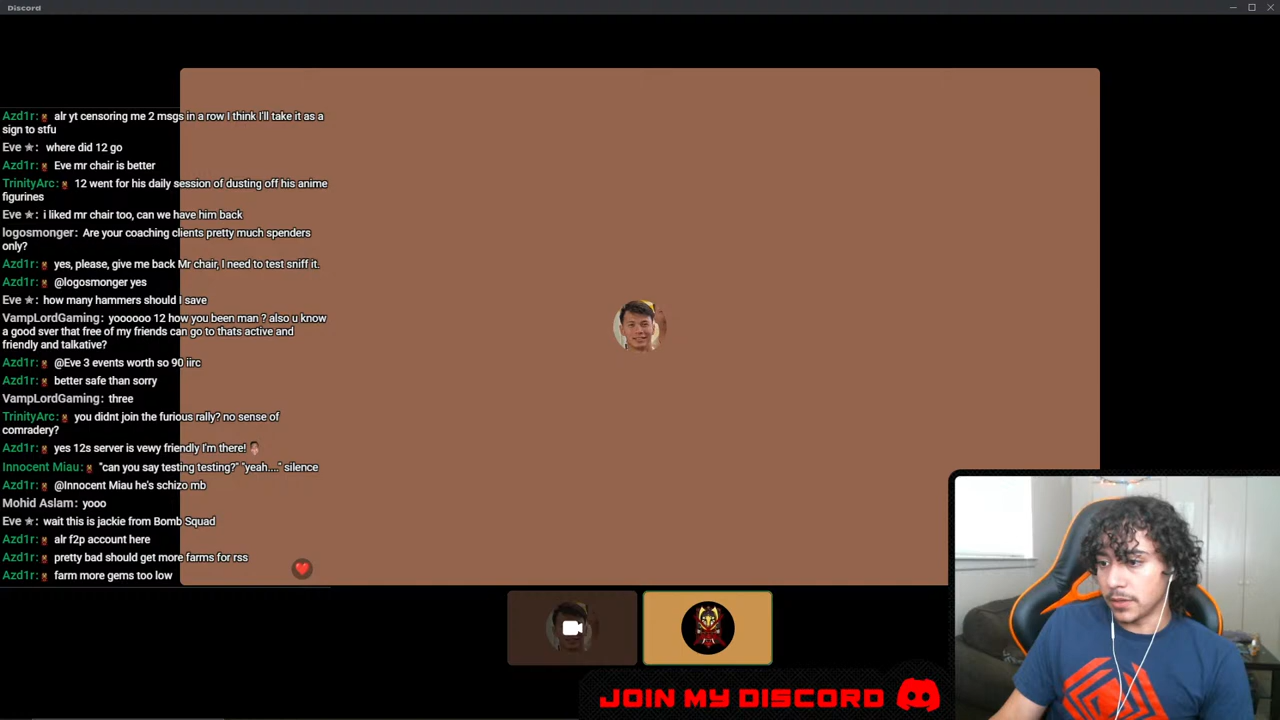 Discord
Azd1r: alr yt censoring me 2 msgs in a row I think I'll take it as a
sign to stfu
Eve ★: where did 12 go
Azd1r: Eve mr chair is better
TrinityArc: 12 went for his daily session of dusting off his anime
figurines
Eve ★: i liked mr chair too, can we have him back
logosmonger: Are your coaching clients pretty much spenders
only?
Azd1r: yes, please, give me back Mr chair, I need to test sniff it.
Azd1r: @logosmonger yes
Eve ★: how many hammers should I save
VampLordGaming: yoooooo 12 how you been man ? also u know
a good sver that free of my friends can go to thats active and
friendly and talkative?
Azd1r: @Eve 3 events worth so 90 iirc
Azd1r: better safe than sorry
VampLordGaming: three
TrinityArc: you didnt join the furious rally? no sense of
comradery?
Azd1r: yes 12s server is vewy friendly I'm there!
Innocent Miau: "can you say testing testing?" "yeah...." silence
Azd1r: @Innocent Miau he's schizo mb
Mohid Aslam: yooo
Eve ★: wait this is jackie from Bomb Squad
Azd1r: alr f2p account here
Azd1r: pretty bad should get more farms for rss
Azd1r: farm more gems too low
JOIN MY DISCORD